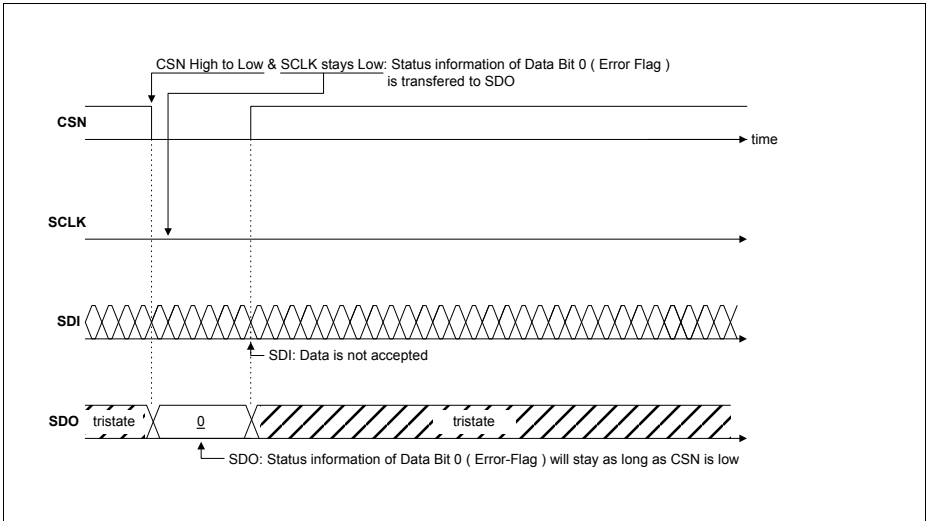 CSN High to Low & SCLK stays Low: Status information of Data Bit 0 ( Error Flag )
is transfered to SDO
CSN
time
SCLK
SDI
SDI: Data is not accepted
SDO tristate 0 tristate
SDO: Status information of Data Bit 0 ( Error-Flag ) will stay as long as CSN is low